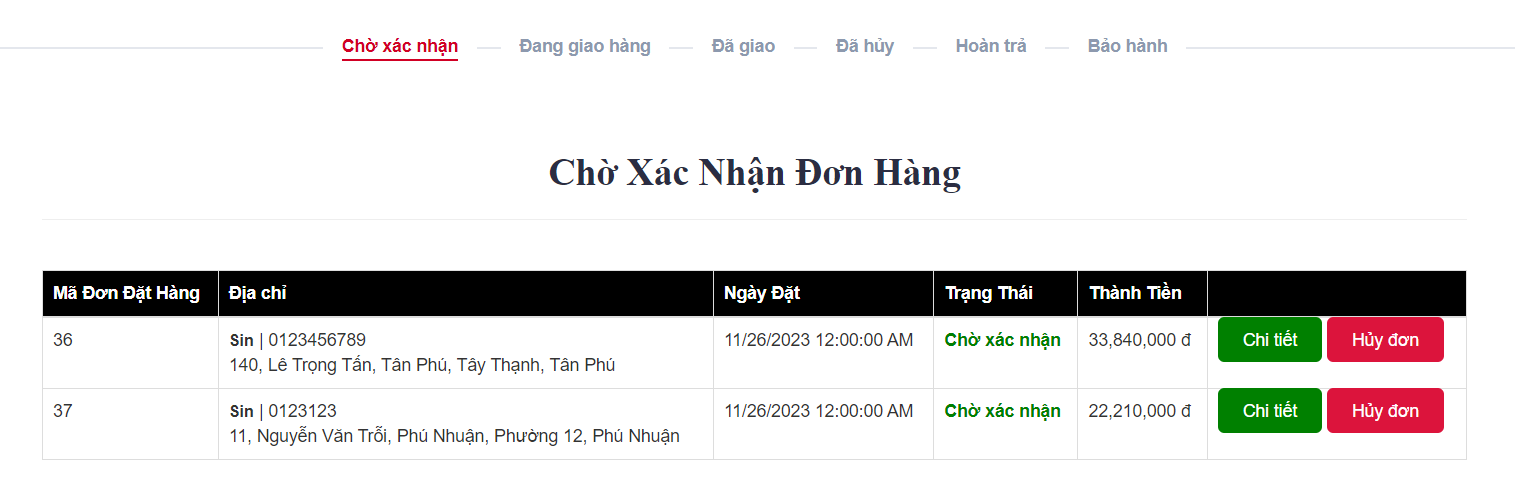 Chờ xác nhận Đang giao hàng Đã giao Đã hủy Hoàn trả Bảo hành
Chờ Xác Nhận Đơn Hàng
Mã Đơn Đặt Hàng Địa chỉ Ngày Đặt Trạng Thái Thành Tiền
36 Sin | 0123456789 11/26/2023 12:00:00 AM Chờ xác nhận 33,840,000 đ Chi tiết Hủy đơn
140, Lê Trọng Tấn, Tân Phú, Tây Thạnh, Tân Phú
37 Sin | 0123123 11/26/2023 12:00:00 AM Chờ xác nhận 22,210,000 đ Chi tiết Hủy đơn
11, Nguyễn Văn Trỗi, Phú Nhuận, Phường 12, Phú Nhuận